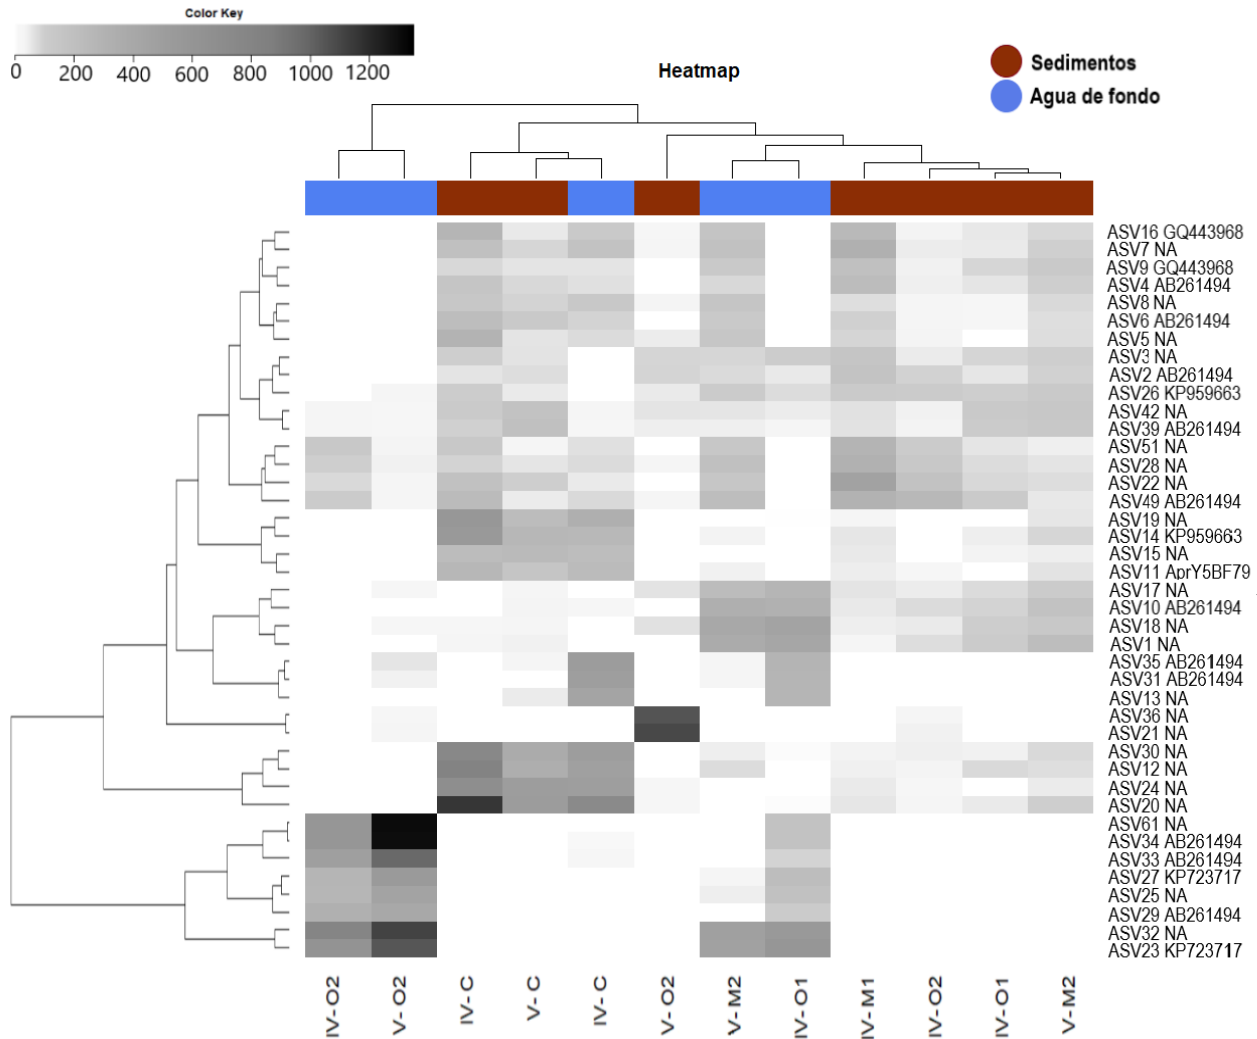 Color Key
0 200 400 600 800 1000 1200
Heatmap
Sedimentos
Agua de fondo
ASV16 GQ443968
ASV7 NA
ASV9 GQ443968
ASV4 AB261494
ASV8 NA
ASV6 AB261494
ASV5 NA
ASV3 NA
ASV2 AB261494
ASV26 KP959663
ASV42 NA
ASV39 AB261494
ASV51 NA
ASV28 NA
ASV22 NA
ASV49 AB261494
ASV19 NA
ASV14 KP959663
ASV15 NA
ASV11 AprY5BF79
ASV17 NA
ASV10 AB261494
ASV18 NA
ASV1 NA
ASV35 AB261494
ASV31 AB261494
ASV13 NA
ASV36 NA
ASV21 NA
ASV30 NA
ASV12 NA
ASV24 NA
ASV20 NA
ASV61 NA
ASV34 AB261494
ASV33 AB261494
ASV27 KP723717
ASV25 NA
ASV29 AB261494
ASV32 NA
ASV23 KP723717
IV- O2
V- O2
IV- C
V- C
IV- C
V- O2
V- M2
IV- O1
IV- M1
IV- O2
IV- O1
V- M2